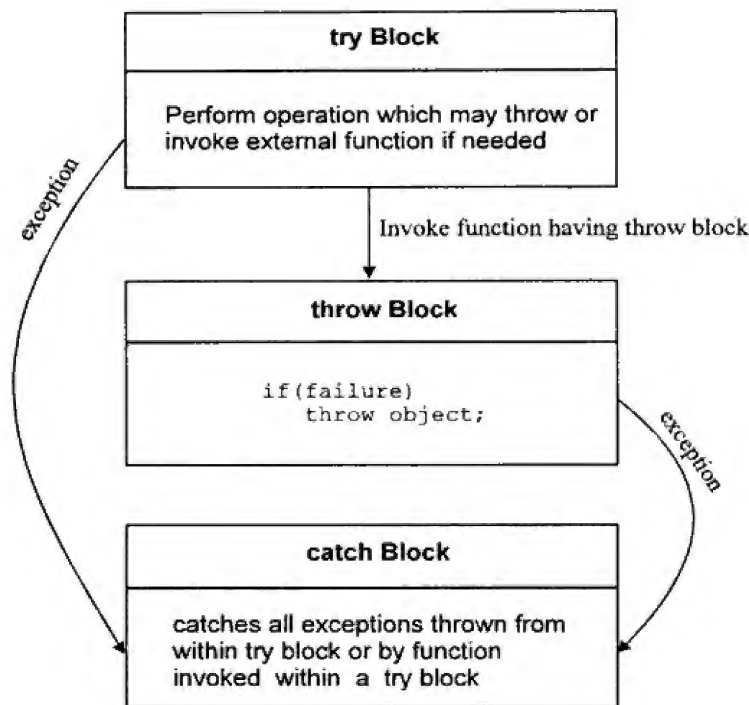 try Block
Perform operation which may throw or
invoke external function if needed
exception
Invoke function having throw block
throw Block
if(failure)
throw object;
exception
catch Block
catches all exceptions thrown from
within try block or by function
invoked within a try block